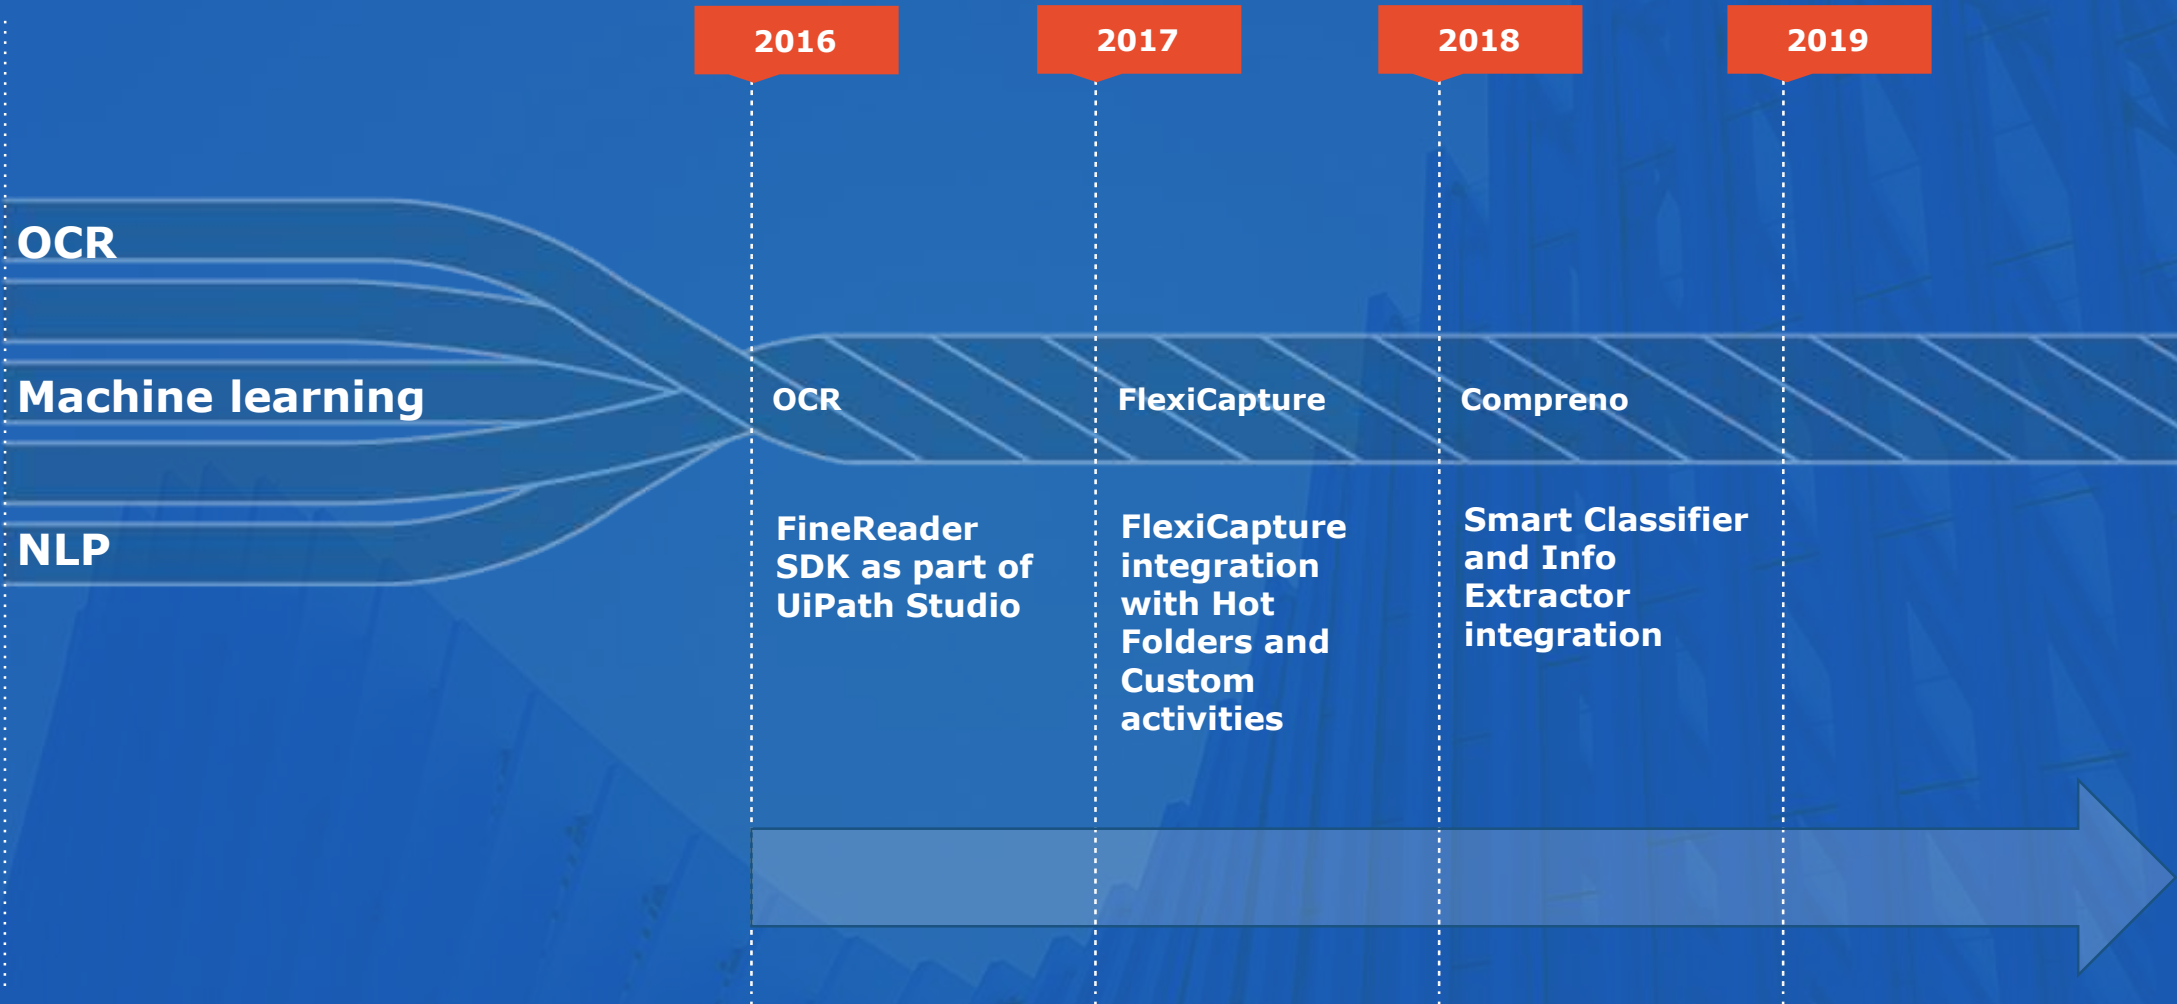 2016
2017
2018
2019
OCR
Machine learning
NLP
OCR
FlexiCapture
Compreno
FineReader
SDK as part of
UiPath Studio
FlexiCapture
integration
with Hot
Folders and
Custom
activities
Smart Classifier
and Info
Extractor
integration